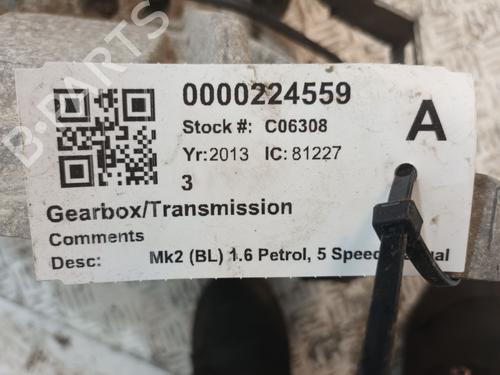 B-PARTS
0000224559
A
Stock #: C06308
Yr:2013 IC: 81227
3
Gearbox/Transmission
Comments
Desc: Mk2 (BL) 1.6 Petrol, 5 Speed